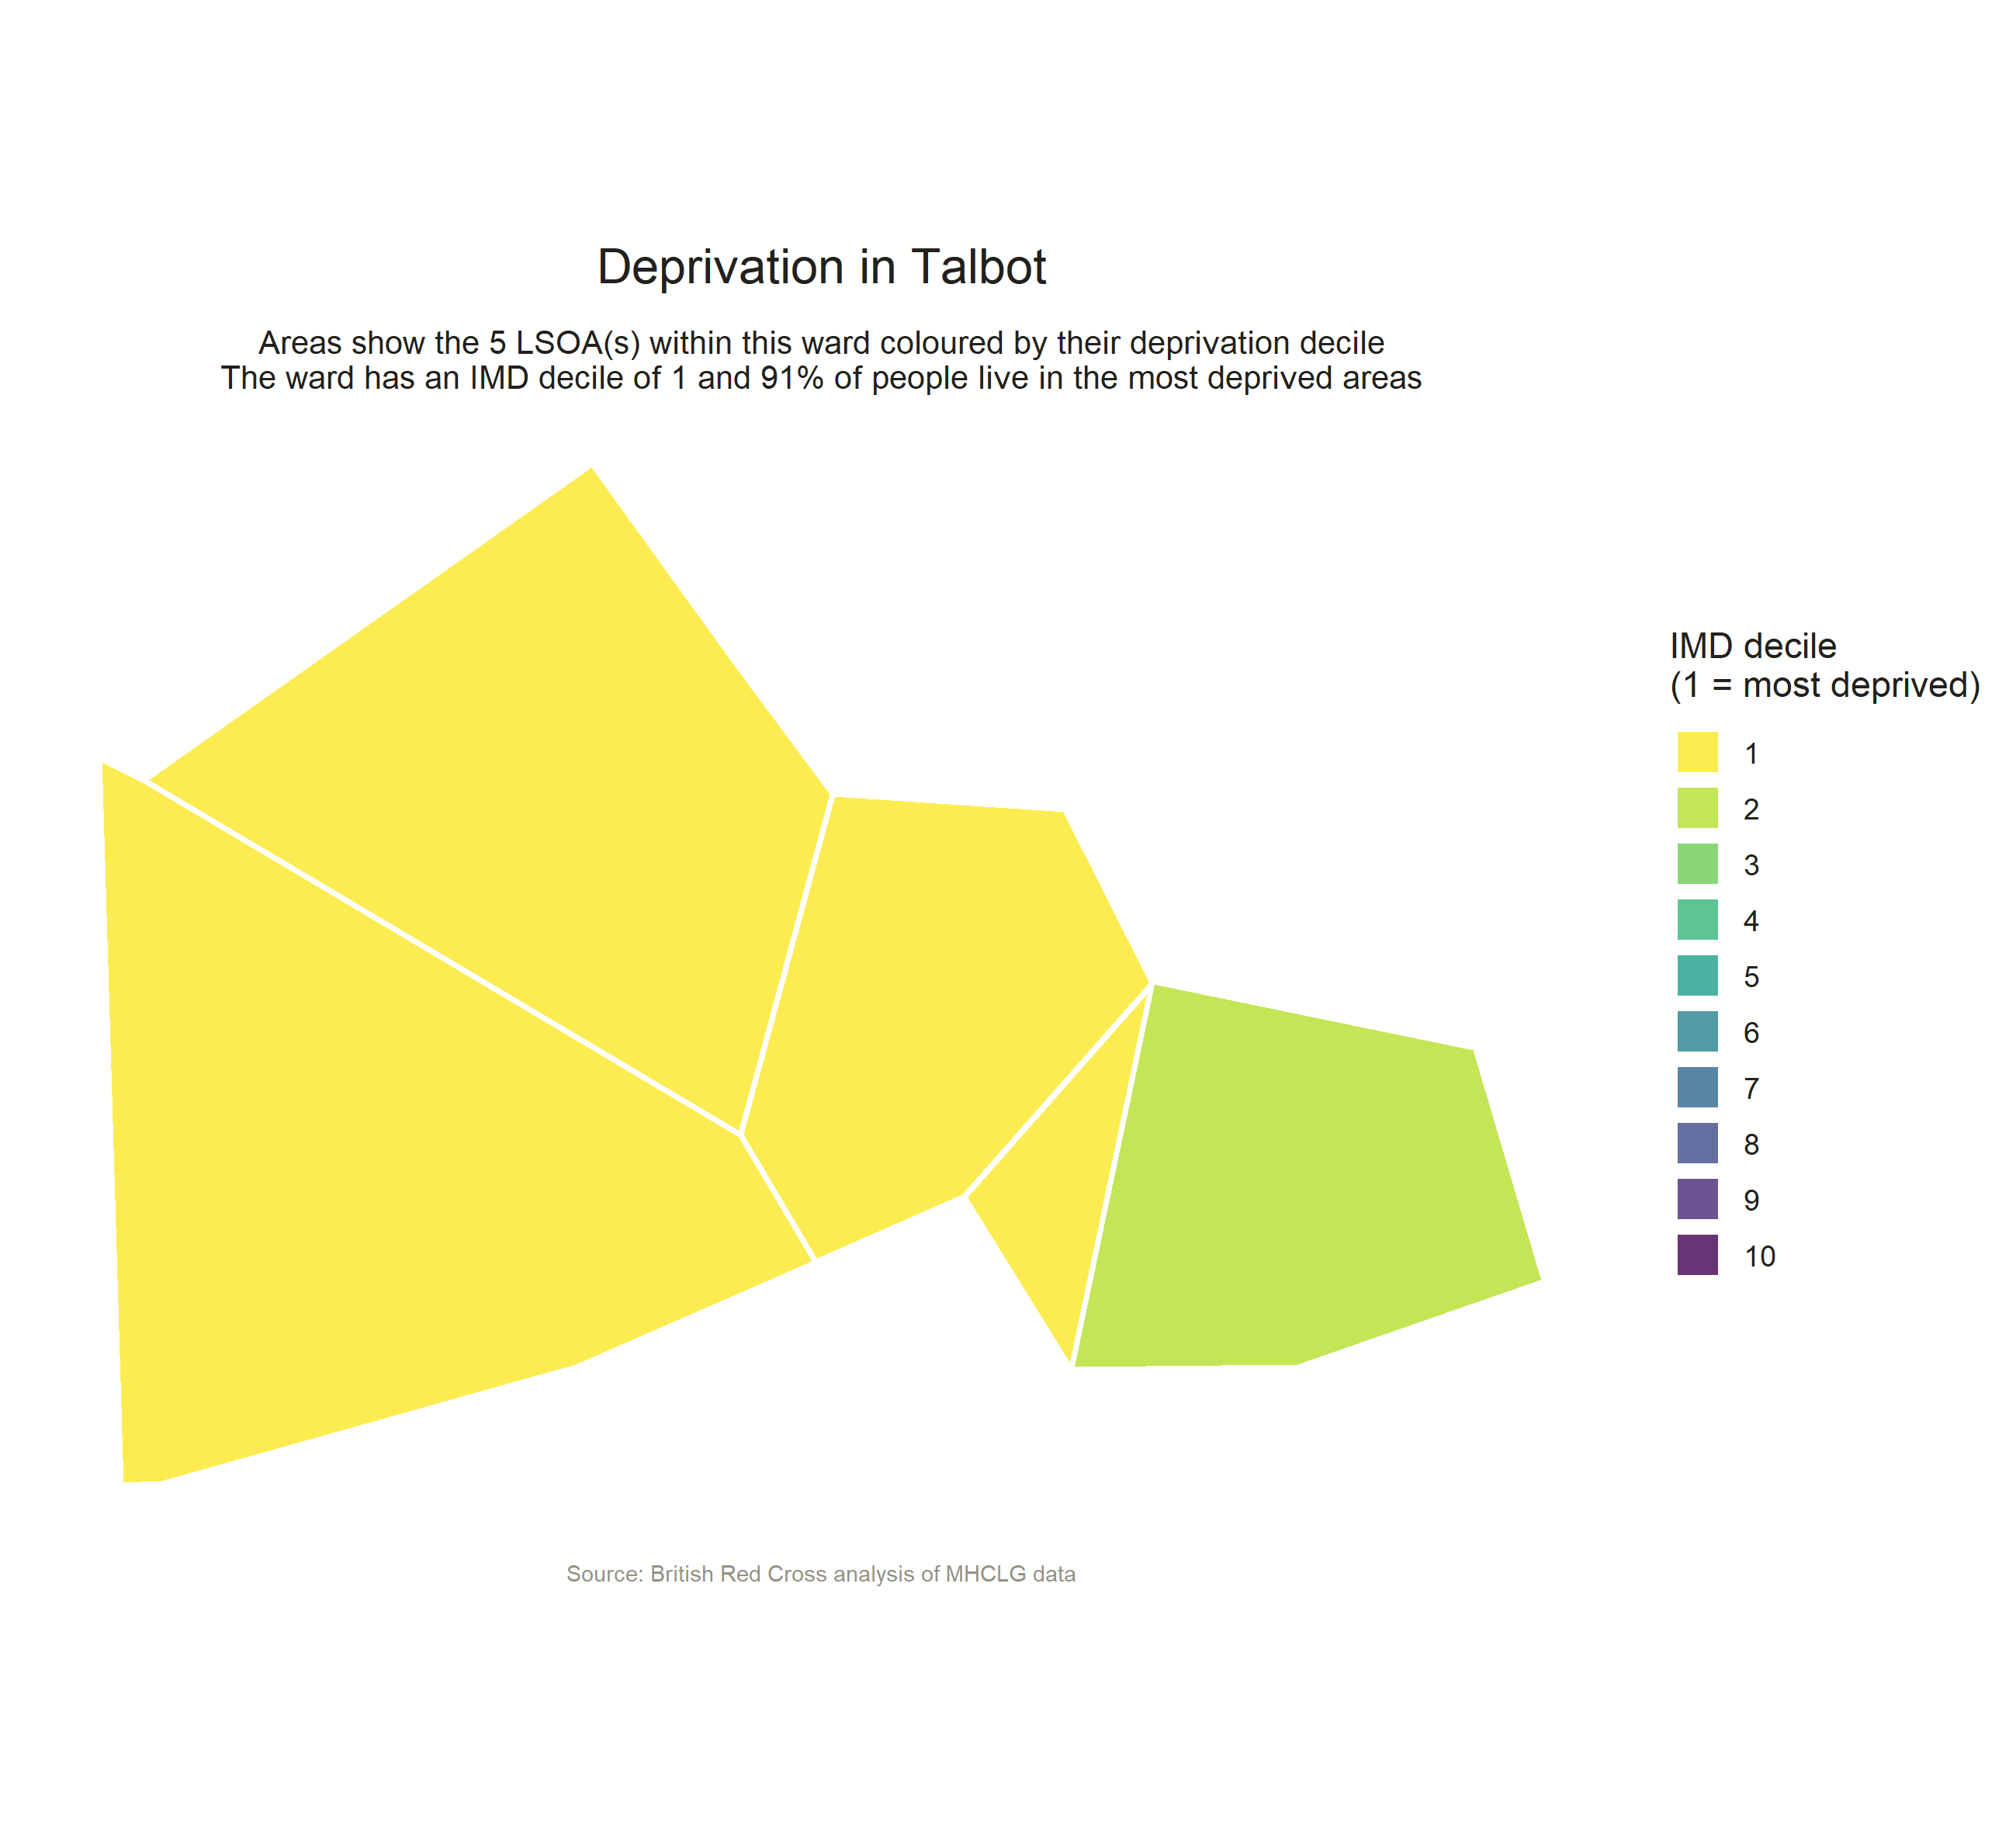 Deprivation in Talbot
Areas show the 5 LSOA(s) within this ward coloured by their deprivation decile
The ward has an IMD decile of 1 and 91% of people live in the most deprived areas
IMD decile
(1 = most deprived)
1
2
3
4
5
6
7
8
9
10
Source: British Red Cross analysis of MHCLG data